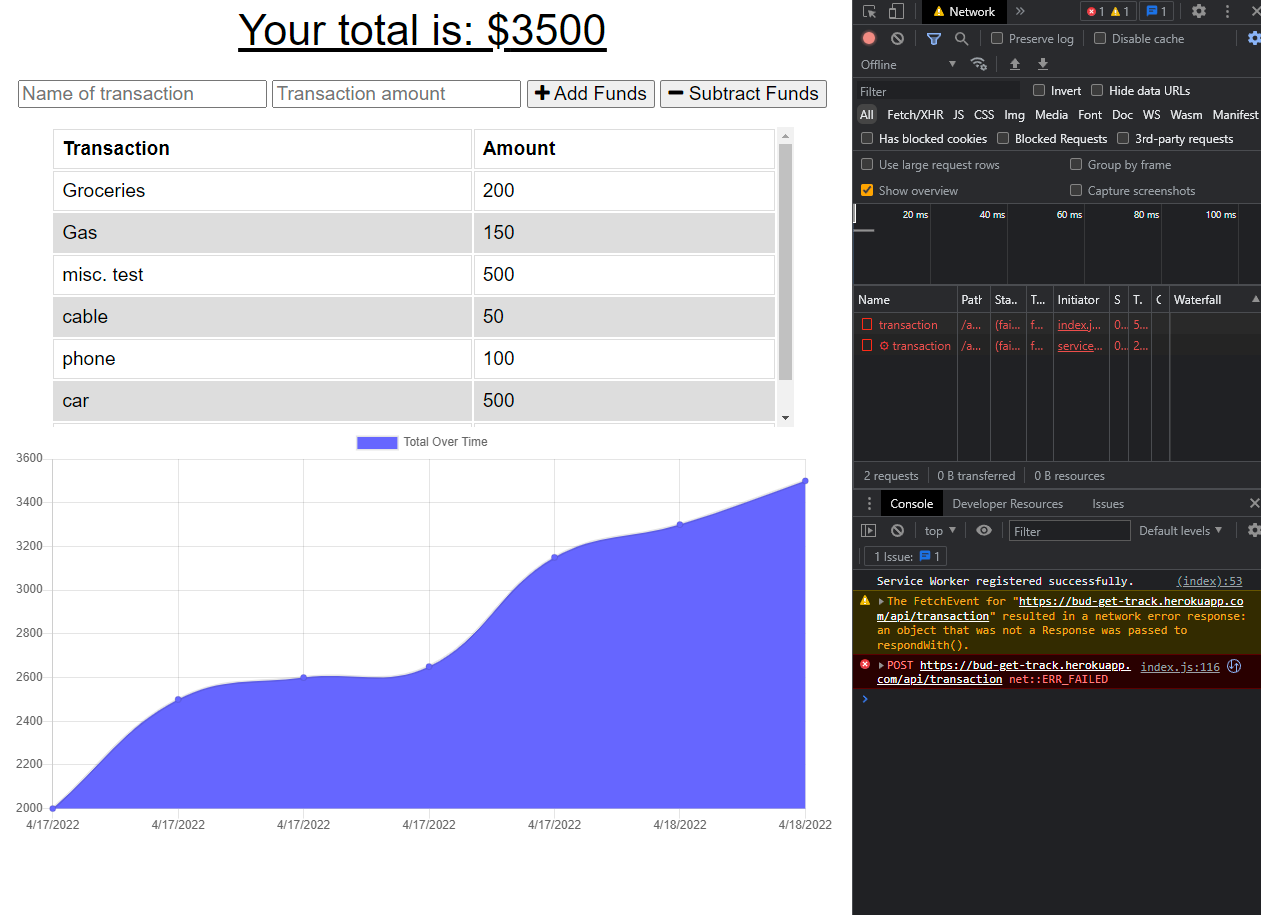 Your total is: $3500
Name of transaction Transaction amount Add Funds Subtract Funds
Transaction Amount
Groceries 200
Gas 150
misc. test 500
cable 50
phone 100
car 500
Total Over Time
3600
3400
3200
3000
2800
2600
2400
2200
2000
4/17/2022 4/17/2022 4/17/2022 4/17/2022 4/17/2022 4/18/2022 4/18/2022
Network 1 1 1
Preserve log Disable cache
Offline
Filter Invert Hide data URLs
All Fetch/XHR JS CSS Img Media Font Doc WS Wasm Manifest
Has blocked cookies Blocked Requests 3rd-party requests
Use large request rows Group by frame
Show overview Capture screenshots
20 ms 40 ms 60 ms 80 ms 100 ms
Name Path Sta.. T... Initiator S T. C Waterfall
transaction /a... (fai... f... index.j... 0.. 5...
transaction /a... (fai... f... service... 0.. 2...
2 requests 0 B transferred 0 B resources
Console Developer Resources Issues
top Filter Default levels
1 Issue: 1
Service Worker registered successfully. (index):53
The FetchEvent for "https://bud-get-track.herokuapp.co
m/api/transaction" resulted in a network error response:
an object that was not a Response was passed to
respondWith().
POST https://bud-get-track.herokuapp. index.js:116
com/api/transaction net::ERR_FAILED